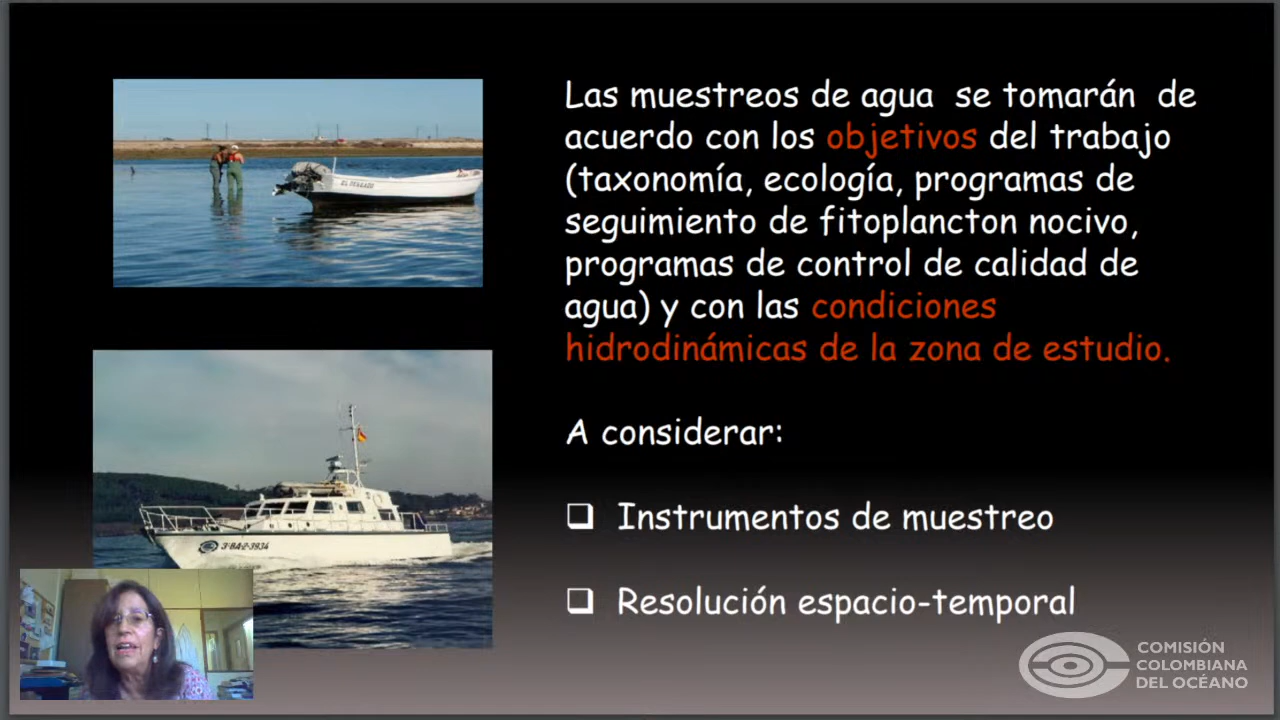 Las muestreos de agua se tomarán de
acuerdo con los objetivos del trabajo
(taxonomía, ecología, programas de
seguimiento de fitoplancton nocivo,
programas de control de calidad de
agua) y con las condiciones
hidrodinámicas de la zona de estudio.
A considerar:
Instrumentos de muestreo
Resolución espacio-temporal
COMISIÓN
COLOMBIANA
DEL OCÉANO